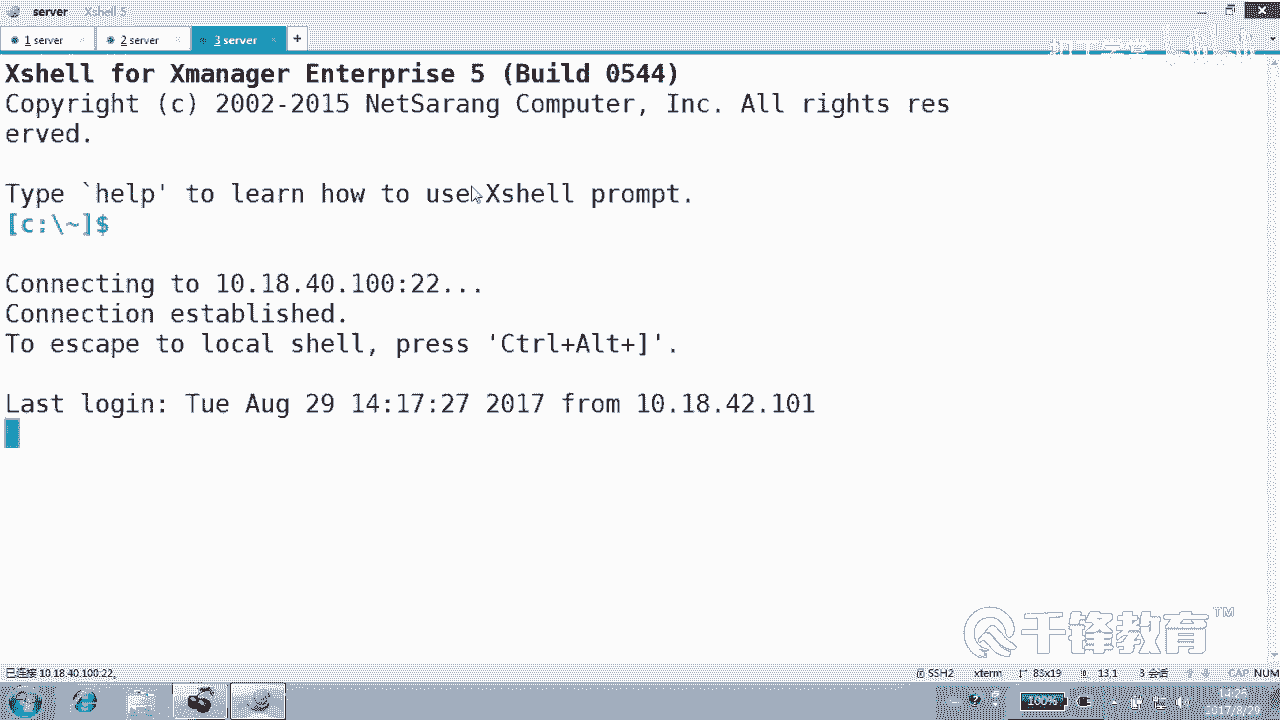 server Xshell 5
1 server 2 server 3 server +
Xshell for Xmanager Enterprise 5 (Build 0544)
Copyright (c) 2002-2015 NetSarang Computer, Inc. All rights res
erved.
Type `help' to learn how to use Xshell prompt.
[c:\~]$
Connecting to 10.18.40.100:22...
Connection established.
To escape to local shell, press 'Ctrl+Alt+]'.
Last login: Tue Aug 29 14:17:27 2017 from 10.18.42.101
千锋教育™
已连接 10.18.40.100:22。 SSH2 xterm 83x19 13,1 3 会话 CAP NUM
100% 14:26
2017/8/29